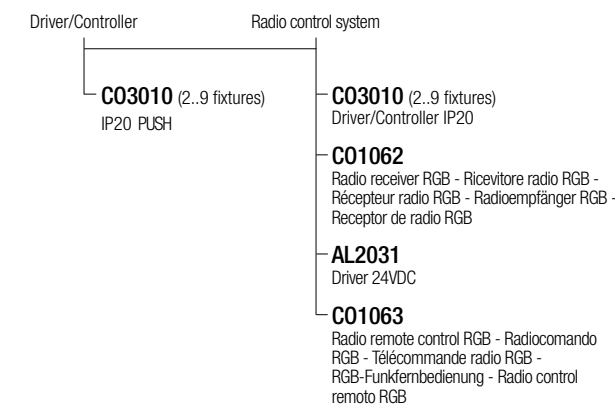 Driver/Controller
Radio control system
CO3010 (2..9 fixtures)
IP20 PUSH
CO3010 (2..9 fixtures)
Driver/Controller IP20
CO1062
Radio receiver RGB - Ricevitore radio RGB -
Récepteur radio RGB - Radioempfänger RGB -
Receptor de radio RGB
AL2031
Driver 24VDC
CO1063
Radio remote control RGB - Radiocomando
RGB - Télécommande radio RGB -
RGB-Funkfernbedienung - Radio control
remoto RGB